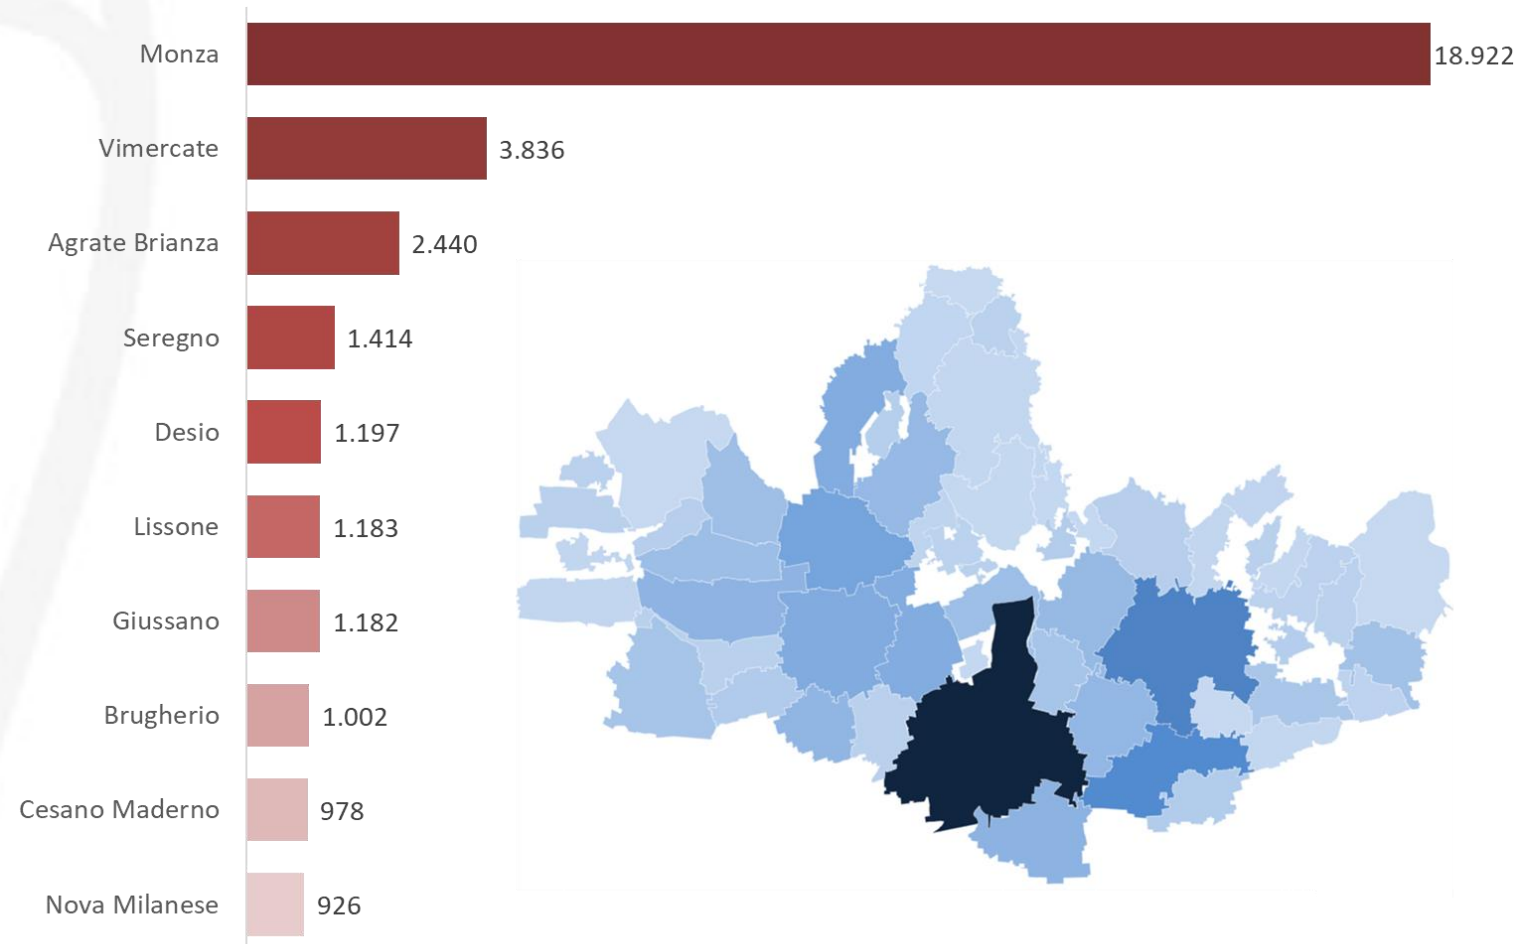 Monza 18.922
Vimercate 3.836
Agrate Brianza 2.440
Seregno 1.414
Desio 1.197
Lissone 1.183
Giussano 1.182
Brugherio 1.002
Cesano Maderno 978
Nova Milanese 926